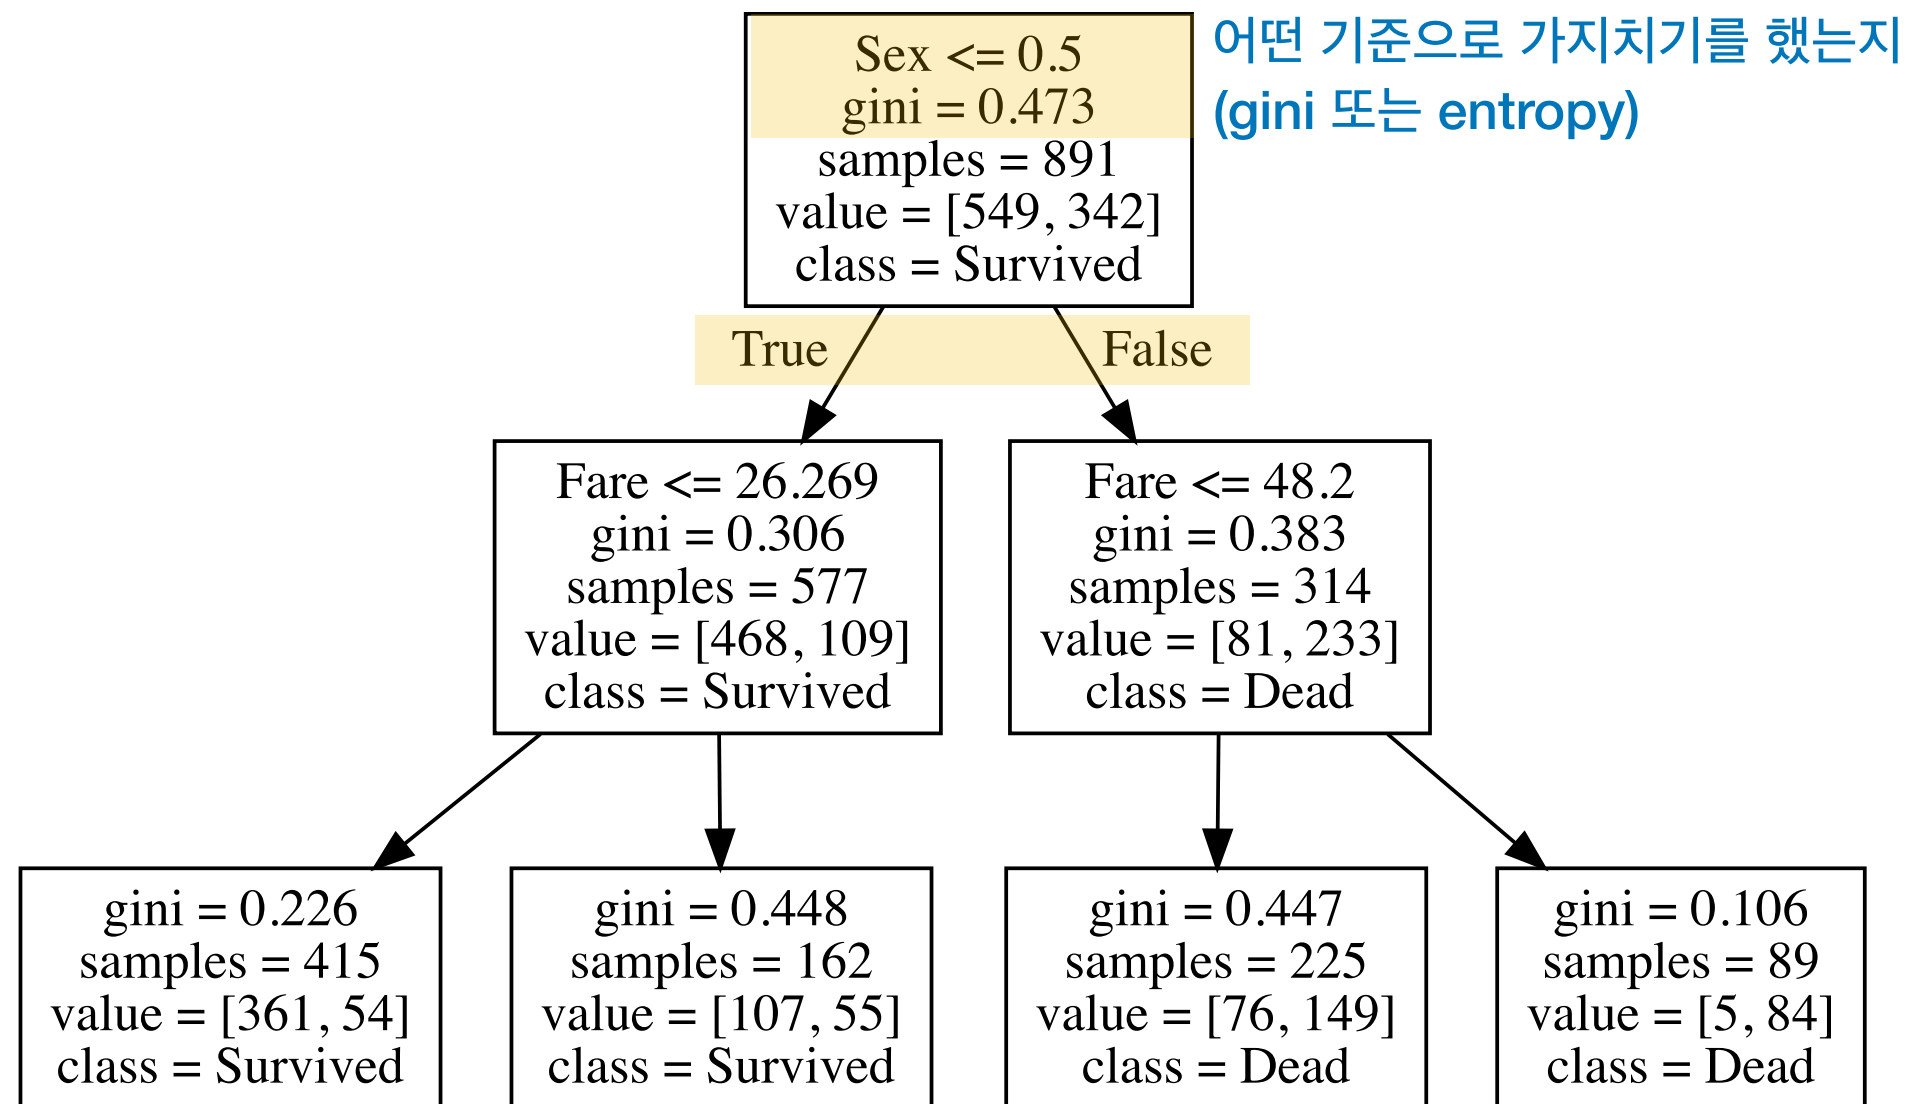 Sex <= 0.5
gini = 0.473
samples = 891
value = [549, 342]
class = Survived
어떤 기준으로 가지치기를 했는지
(gini 또는 entropy)
True
False
Fare <= 26.269
gini = 0.306
samples = 577
value = [468, 109]
class = Survived
Fare <= 48.2
gini = 0.383
samples = 314
value = [81, 233]
class = Dead
gini = 0.226
samples = 415
value = [361, 54]
class = Survived
gini = 0.448
samples = 162
value = [107, 55]
class = Survived
gini = 0.447
samples = 225
value = [76, 149]
class = Dead
gini = 0.106
samples = 89
value = [5, 84]
class = Dead